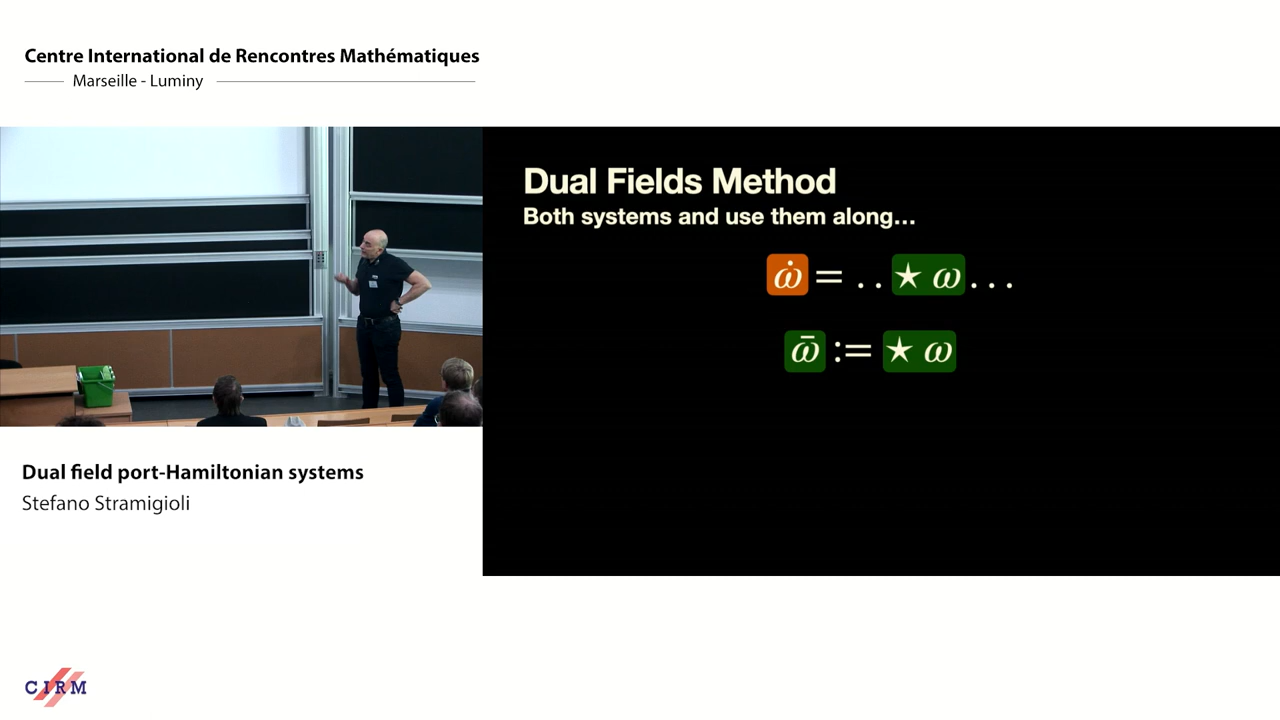 Centre International de Rencontres Mathématiques
Marseille - Luminy
Dual Fields Method
Both systems and use them along...
ω̇ = . . ★ ω . . .
ω̄ := ★ ω
Dual field port-Hamiltonian systems
Stefano Stramigioli
CIRM